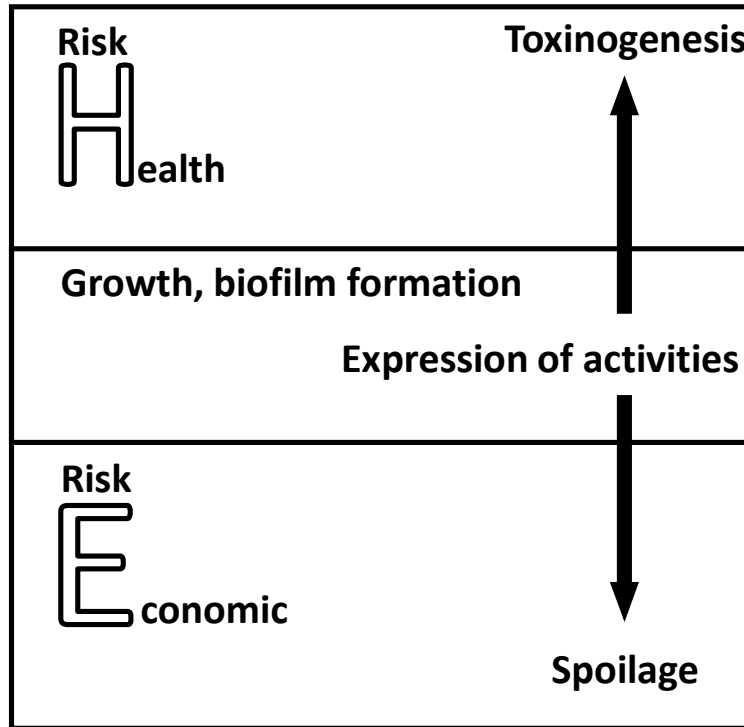 Risk
Toxinogenesis
Health
Growth, biofilm formation
Expression of activities
Risk
Economic
Spoilage